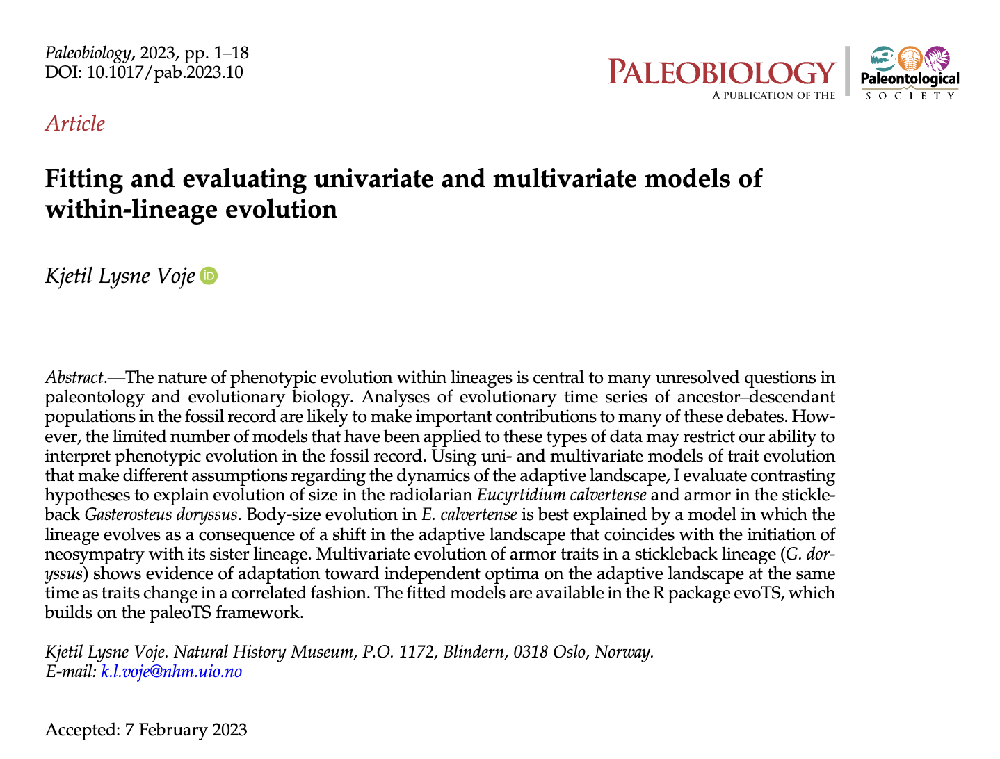 Paleobiology, 2023, pp. 1–18
DOI: 10.1017/pab.2023.10
PALEOBIOLOGY
A PUBLICATION OF THE
Paleontological
SOCIETY
Article
Fitting and evaluating univariate and multivariate models of
within-lineage evolution
Kjetil Lysne Voje iD
Abstract.—The nature of phenotypic evolution within lineages is central to many unresolved questions in
paleontology and evolutionary biology. Analyses of evolutionary time series of ancestor–descendant
populations in the fossil record are likely to make important contributions to many of these debates. How-
ever, the limited number of models that have been applied to these types of data may restrict our ability to
interpret phenotypic evolution in the fossil record. Using uni- and multivariate models of trait evolution
that make different assumptions regarding the dynamics of the adaptive landscape, I evaluate contrasting
hypotheses to explain evolution of size in the radiolarian Eucyrtidium calvertense and armor in the stickle-
back Gasterosteus doryssus. Body-size evolution in E. calvertense is best explained by a model in which the
lineage evolves as a consequence of a shift in the adaptive landscape that coincides with the initiation of
neosympatry with its sister lineage. Multivariate evolution of armor traits in a stickleback lineage (G. dor-
yssus) shows evidence of adaptation toward independent optima on the adaptive landscape at the same
time as traits change in a correlated fashion. The fitted models are available in the R package evoTS, which
builds on the paleoTS framework.
Kjetil Lysne Voje. Natural History Museum, P.O. 1172, Blindern, 0318 Oslo, Norway.
E-mail: k.l.voje@nhm.uio.no
Accepted: 7 February 2023